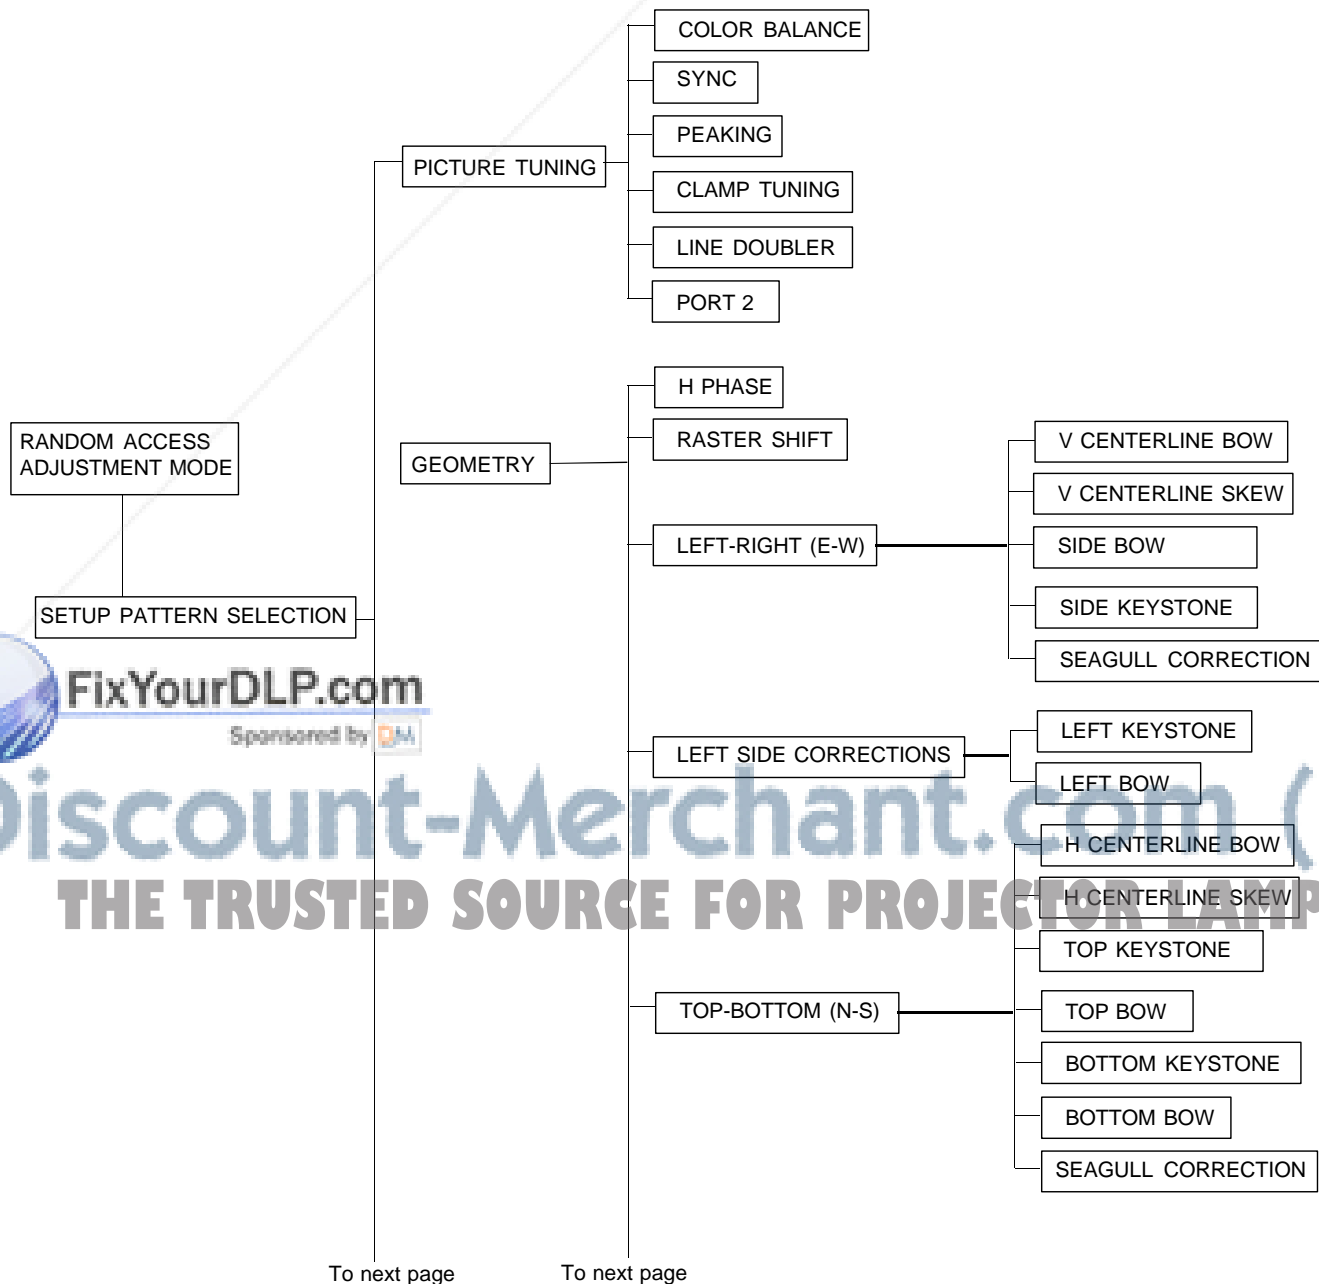 COLOR BALANCE
SYNC
PEAKING
PICTURE TUNING
CLAMP TUNING
LINE DOUBLER
PORT 2
H PHASE
RANDOM ACCESS
ADJUSTMENT MODE
RASTER SHIFT
GEOMETRY
V CENTERLINE BOW
V CENTERLINE SKEW
LEFT-RIGHT (E-W)
SIDE BOW
SIDE KEYSTONE
SETUP PATTERN SELECTION
SEAGULL CORRECTION
FixYourDLP.com
Sponsored by DM
LEFT SIDE CORRECTIONS
LEFT KEYSTONE
LEFT BOW
Discount-Merchant.com (
THE TRUSTED SOURCE FOR PROJECTOR LAMP
H CENTERLINE BOW
H CENTERLINE SKEW
TOP KEYSTONE
TOP-BOTTOM (N-S)
TOP BOW
BOTTOM KEYSTONE
BOTTOM BOW
SEAGULL CORRECTION
To next page
To next page